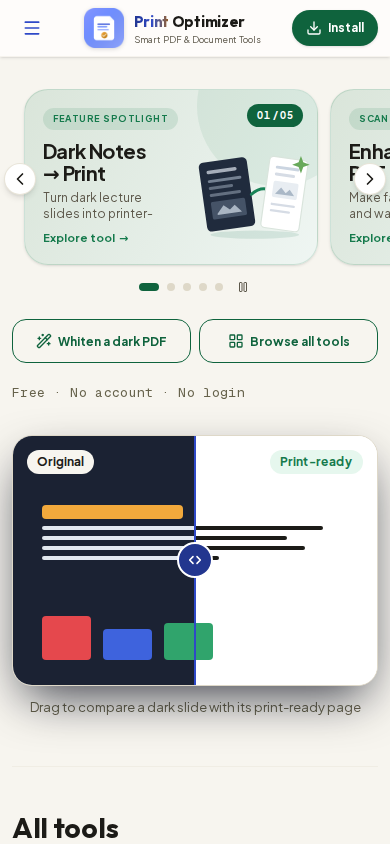 Print Optimizer
Smart PDF & Document Tools
Install
FEATURE SPOTLIGHT
01 / 05
Dark Notes
→ Print
Turn dark lecture
slides into printer-
Explore tool →
SCAN
Make
and wa
Explore
Whiten a dark PDF
Browse all tools
Free · No account · No login
Original
Print-ready
Drag to compare a dark slide with its print-ready page
All tools